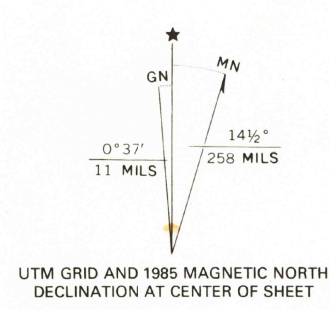 MN
GN
0°37′
11 MILS
14½°
258 MILS
UTM GRID AND 1985 MAGNETIC NORTH
DECLINATION AT CENTER OF SHEET